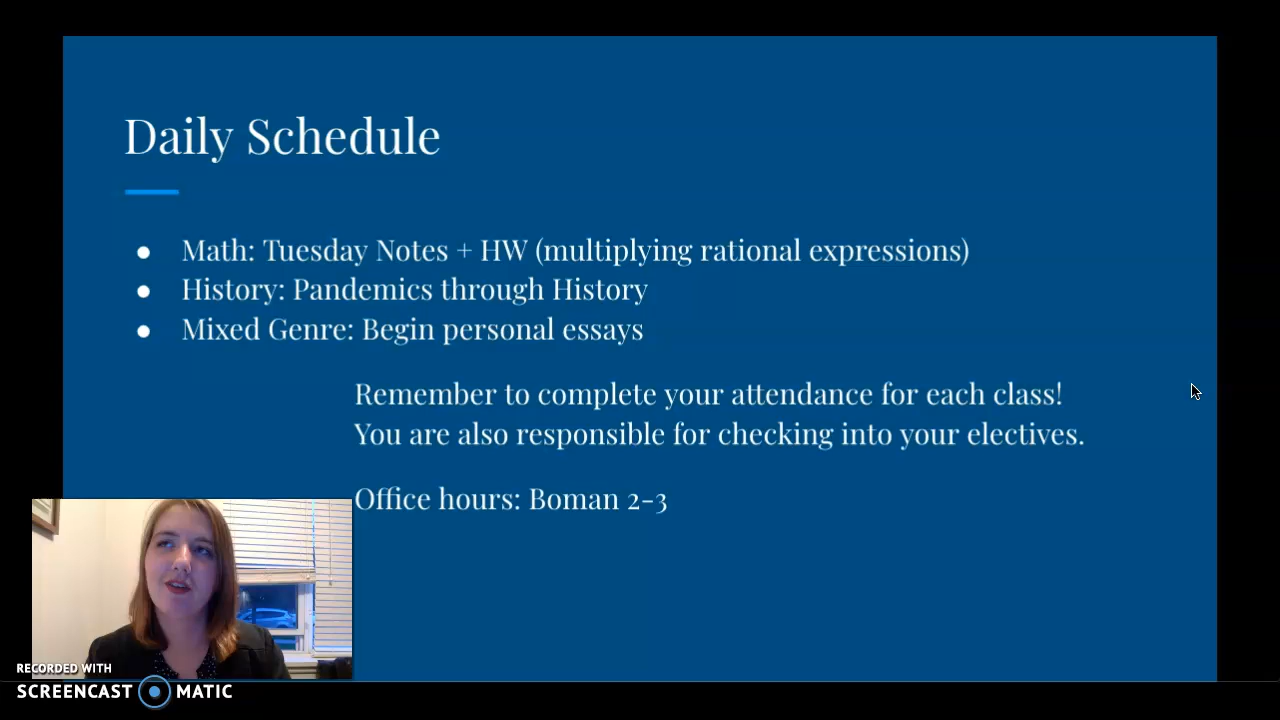 Daily Schedule
● Math: Tuesday Notes + HW (multiplying rational expressions)
● History: Pandemics through History
● Mixed Genre: Begin personal essays
Remember to complete your attendance for each class!
You are also responsible for checking into your electives.
Office hours: Boman 2-3
RECORDED WITH
SCREENCAST MATIC